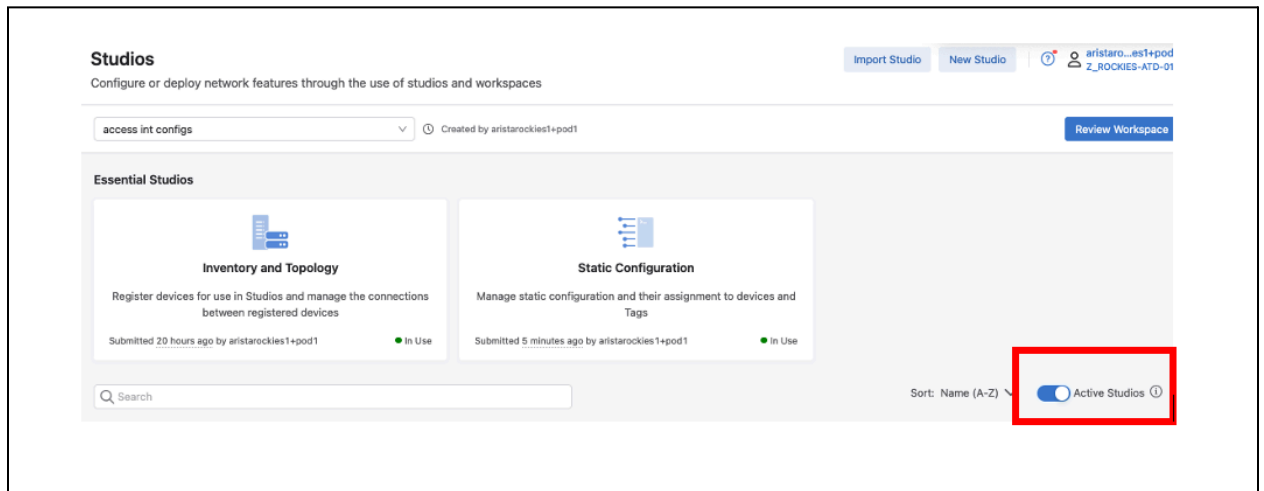 Studios
Import Studio
New Studio
aristaro...es1+pod
Z_ROCKIES-ATD-01
Configure or deploy network features through the use of studios and workspaces
access int configs
Created by aristarockies1+pod1
Review Workspace
Essential Studios
Inventory and Topology
Register devices for use in Studios and manage the connections
between registered devices
Submitted 20 hours ago by aristarockies1+pod1
In Use
Static Configuration
Manage static configuration and their assignment to devices and
Tags
Submitted 5 minutes ago by aristarockies1+pod1
In Use
Search
Sort: Name (A-Z)
Active Studios